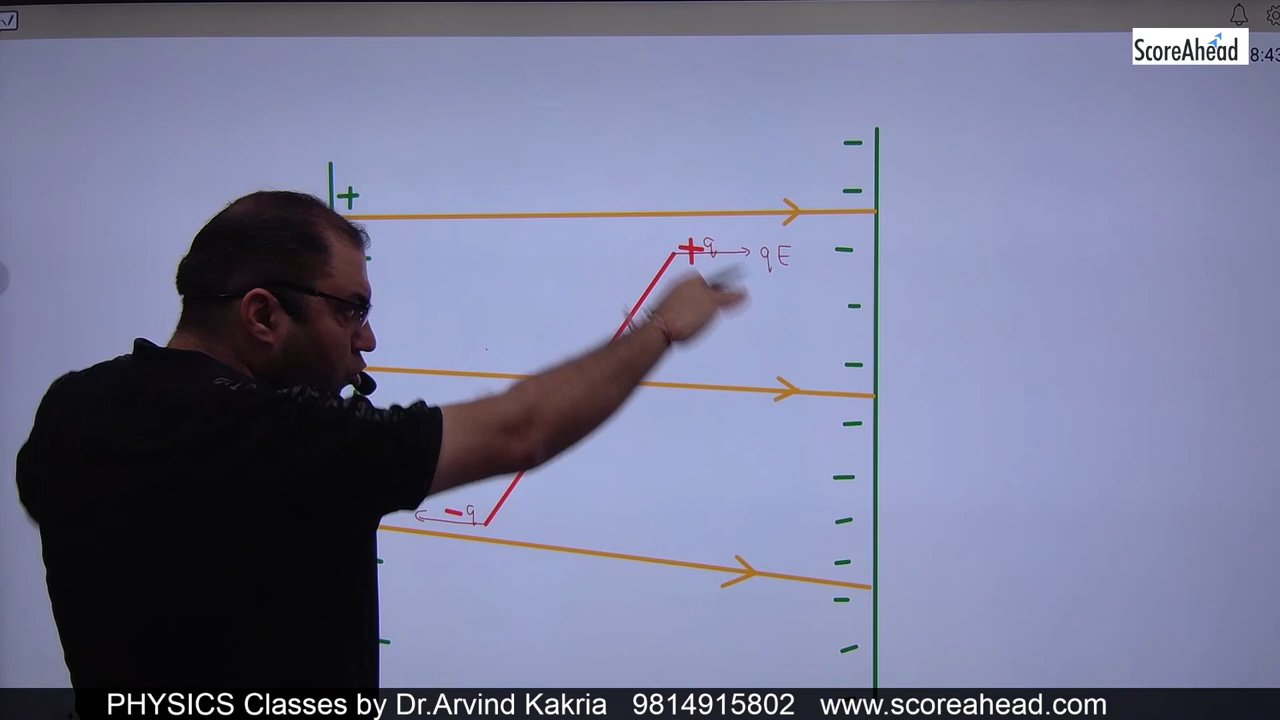 ScoreAhead
8:43
+
+ q
qE
- q
PHYSICS Classes by Dr.Arvind Kakria 9814915802 www.scoreahead.com